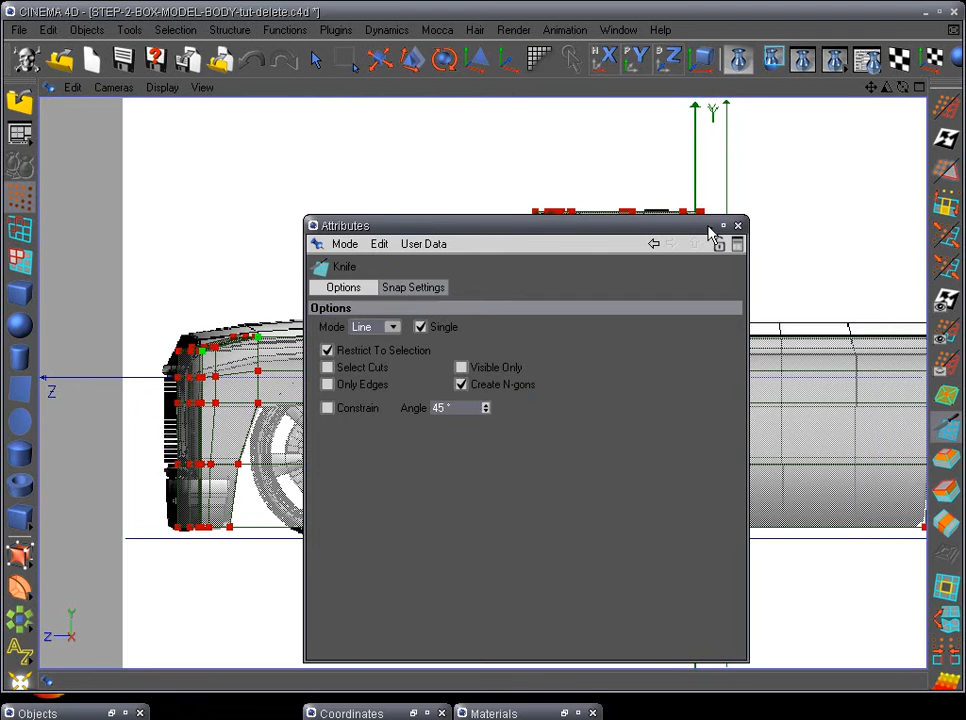 CINEMA 4D - [STEP-2-BOX-MODEL-BODY-tut-delete.c4d *]
File Edit Objects Tools Selection Structure Functions Plugins Dynamics Mocca Hair Render Animation Window Help
X Y Z
Edit Cameras Display View
Y
Attributes
Mode Edit User Data
Knife
Options Snap Settings
Options
Mode Line Single
Restrict To Selection
Select Cuts Visible Only
Only Edges Create N-gons
Constrain Angle 45 °
Z
Y
Z X
Objects Coordinates Materials